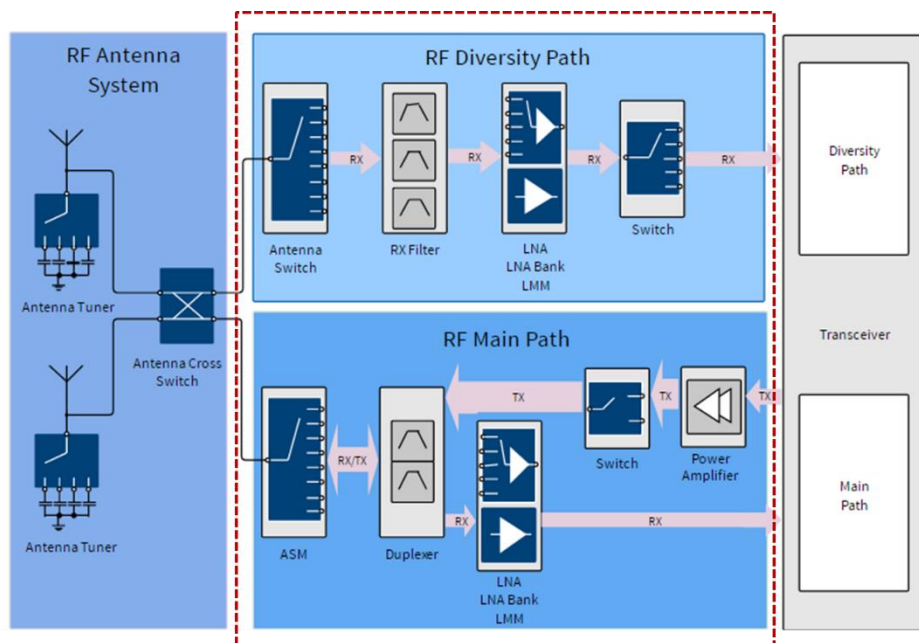 RF Antenna
System
Antenna Tuner
Antenna Cross
Switch
Antenna Tuner
RF Diversity Path
RX
RX
RX
RX
Antenna
Switch
RX Filter
LNA
LNA Bank
LMM
Switch
RF Main Path
TX
TX
TX
Switch
Power
Amplifier
RX/TX
RX
RX
ASM
Duplexer
LNA
LNA Bank
LMM
Diversity
Path
Transceiver
Main
Path